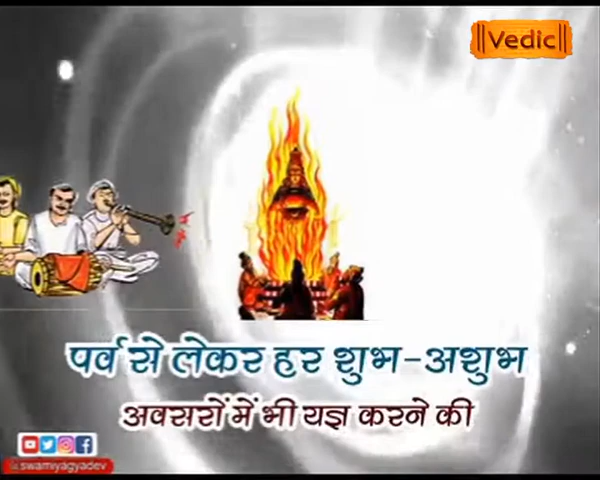 ||Vedic||
पर्व से लेकर हर शुभ-अशुभ
अवसरों में भी यज्ञ करने की
@swamiyagyadev